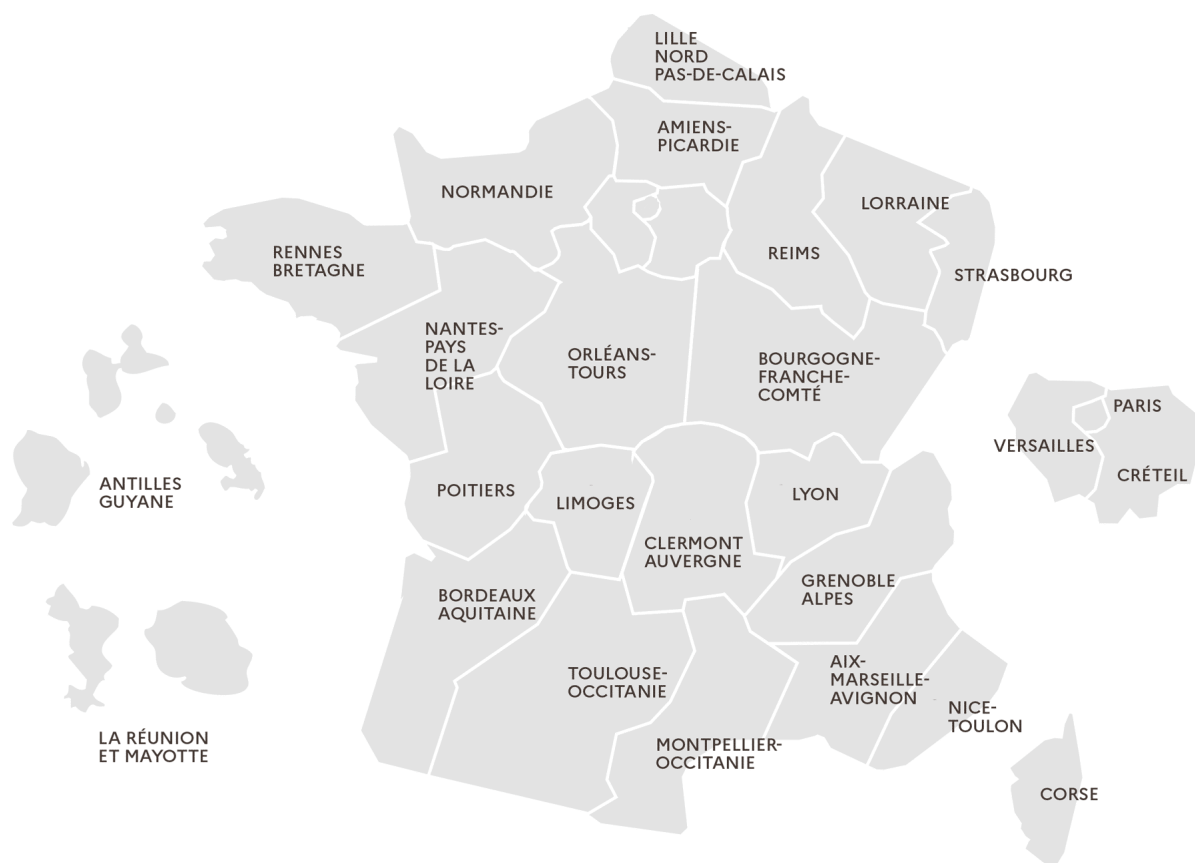 LILLE
NORD
PAS-DE-CALAIS
AMIENS-
PICARDIE
NORMANDIE
LORRAINE
RENNES
BRETAGNE
REIMS
STRASBOURG
NANTES-
PAYS
DE LA
LOIRE
ORLÉANS-
TOURS
BOURGOGNE-
FRANCHE-
COMTÉ
PARIS
VERSAILLES
CRÉTEIL
ANTILLES
GUYANE
POITIERS
LIMOGES
LYON
CLERMONT
AUVERGNE
GRENOBLE
ALPES
BORDEAUX
AQUITAINE
TOULOUSE-
OCCITANIE
AIX-
MARSEILLE-
AVIGNON
NICE-
TOULON
LA RÉUNION
ET MAYOTTE
MONTPELLIER-
OCCITANIE
CORSE